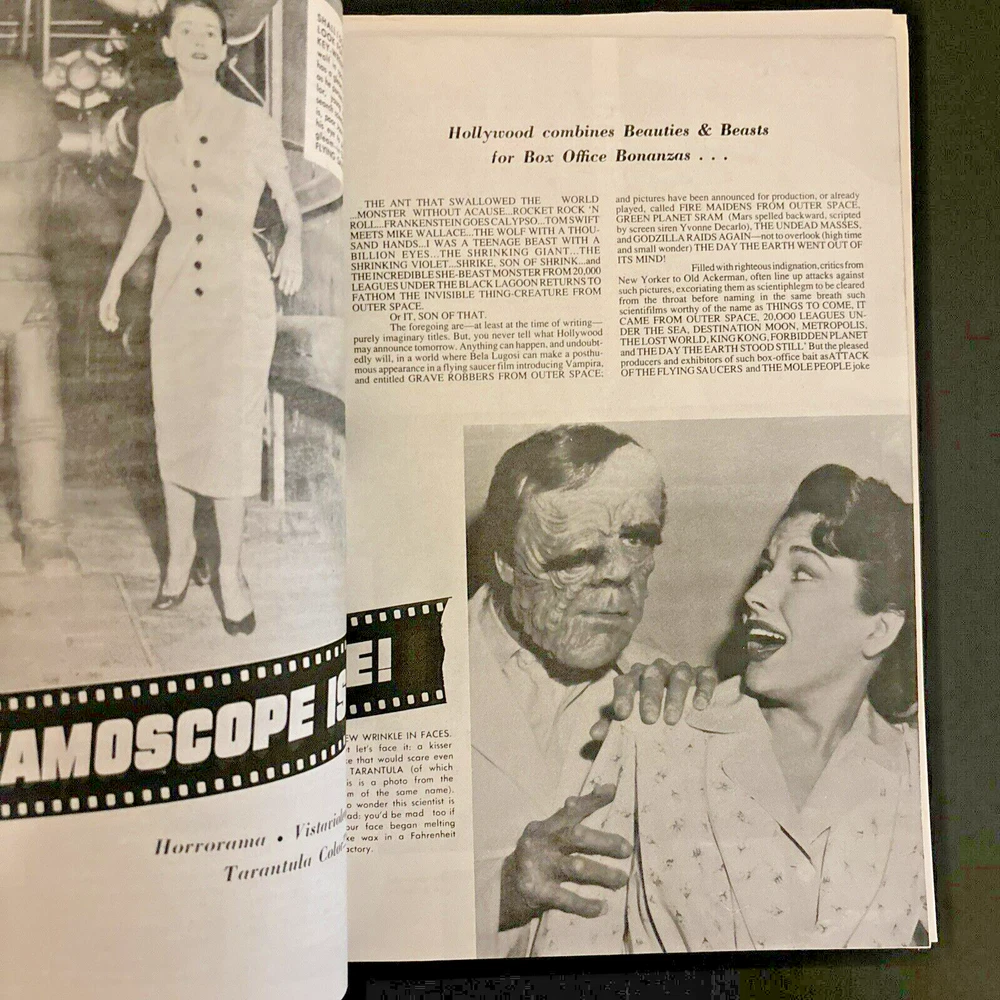 SHALL
LOOK
KEY
FLYING
AMOSCOPE IS
E!
Horrorama • Vistarial
Tarantula Color
Hollywood combines Beauties & Beasts
for Box Office Bonanzas . . .
THE ANT THAT SWALLOWED THE WORLD
...MONSTER WITHOUT ACAUSE...ROCKET ROCK 'N
ROLL...FRANKENSTEIN GOES CALYPSO...TOM SWIFT
MEETS MIKE WALLACE...THE WOLF WITH A THOU-
SAND HANDS...I WAS A TEENAGE BEAST WITH A
BILLION EYES...THE SHRINKING GIANT...THE
SHRINKING VIOLET...SHRIKE, SON OF SHRINK...and
THE INCREDIBLE SHE-BEAST MONSTER FROM 20,000
LEAGUES UNDER THE BLACK LAGOON RETURNS TO
FATHOM THE INVISIBLE THING-CREATURE FROM
OUTER SPACE.
Or IT, SON OF THAT.
The foregoing are—at least at the time of writing—
purely imaginary titles. But, you never tell what Hollywood
may announce tomorrow. Anything can happen, and undoubt-
edly will, in a world where Bela Lugosi can make a posthu-
mous appearance in a flying saucer film introducing Vampira,
and entitled GRAVE ROBBERS FROM OUTER SPACE:
and pictures have been announced for production, or already
played, called FIRE MAIDENS FROM OUTER SPACE,
GREEN PLANET SRAM (Mars spelled backward, scripted
by screen siren Yvonne Decarlo), THE UNDEAD MASSES,
and GODZILLA RAIDS AGAIN—not to overlook (high time
and small wonder) THE DAY THE EARTH WENT OUT OF
ITS MIND!
Filled with righteous indignation, critics from
New Yorker to Old Ackerman, often line up attacks against
such pictures, excoriating them as scientiphlegm to be cleared
from the throat before naming in the same breath such
scientifilms worthy of the name as THINGS TO COME, IT
CAME FROM OUTER SPACE, 20,000 LEAGUES UN-
DER THE SEA, DESTINATION MOON, METROPOLIS,
THE LOST WORLD, KING KONG, FORBIDDEN PLANET
and THE DAY THE EARTH STOOD STILL.' But the pleased
producers and exhibitors of such box-office bait as ATTACK
OF THE FLYING SAUCERS and THE MOLE PEOPLE joke
EW WRINKLE IN FACES.
t let's face it: a kisser
e that would scare even
TARANTULA (of which
is is a photo from the
m of the same name).
o wonder this scientist is
ad: you'd be mad too if
our face began melting
ke wax in a Fahrenheit
actory.